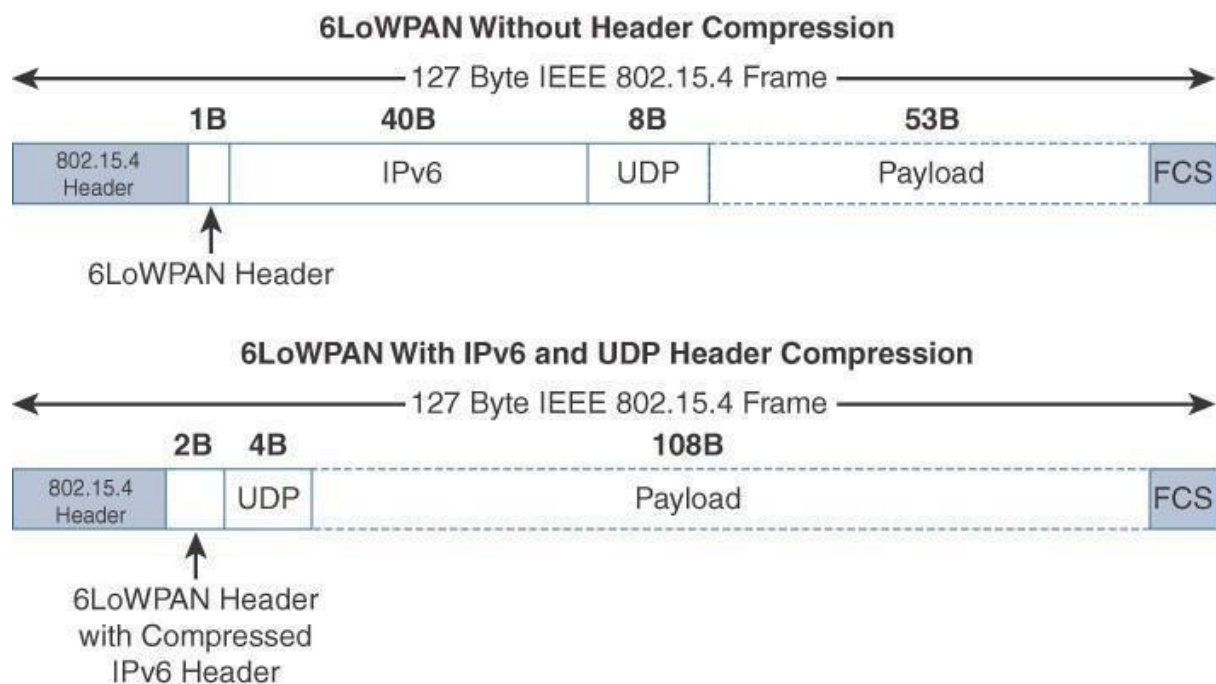 6LoWPAN Without Header Compression
127 Byte IEEE 802.15.4 Frame
1B 40B 8B 53B
802.15.4
Header
IPv6 UDP Payload FCS
6LoWPAN Header
6LoWPAN With IPv6 and UDP Header Compression
127 Byte IEEE 802.15.4 Frame
2B 4B 108B
802.15.4
Header
UDP Payload FCS
6LoWPAN Header
with Compressed
IPv6 Header